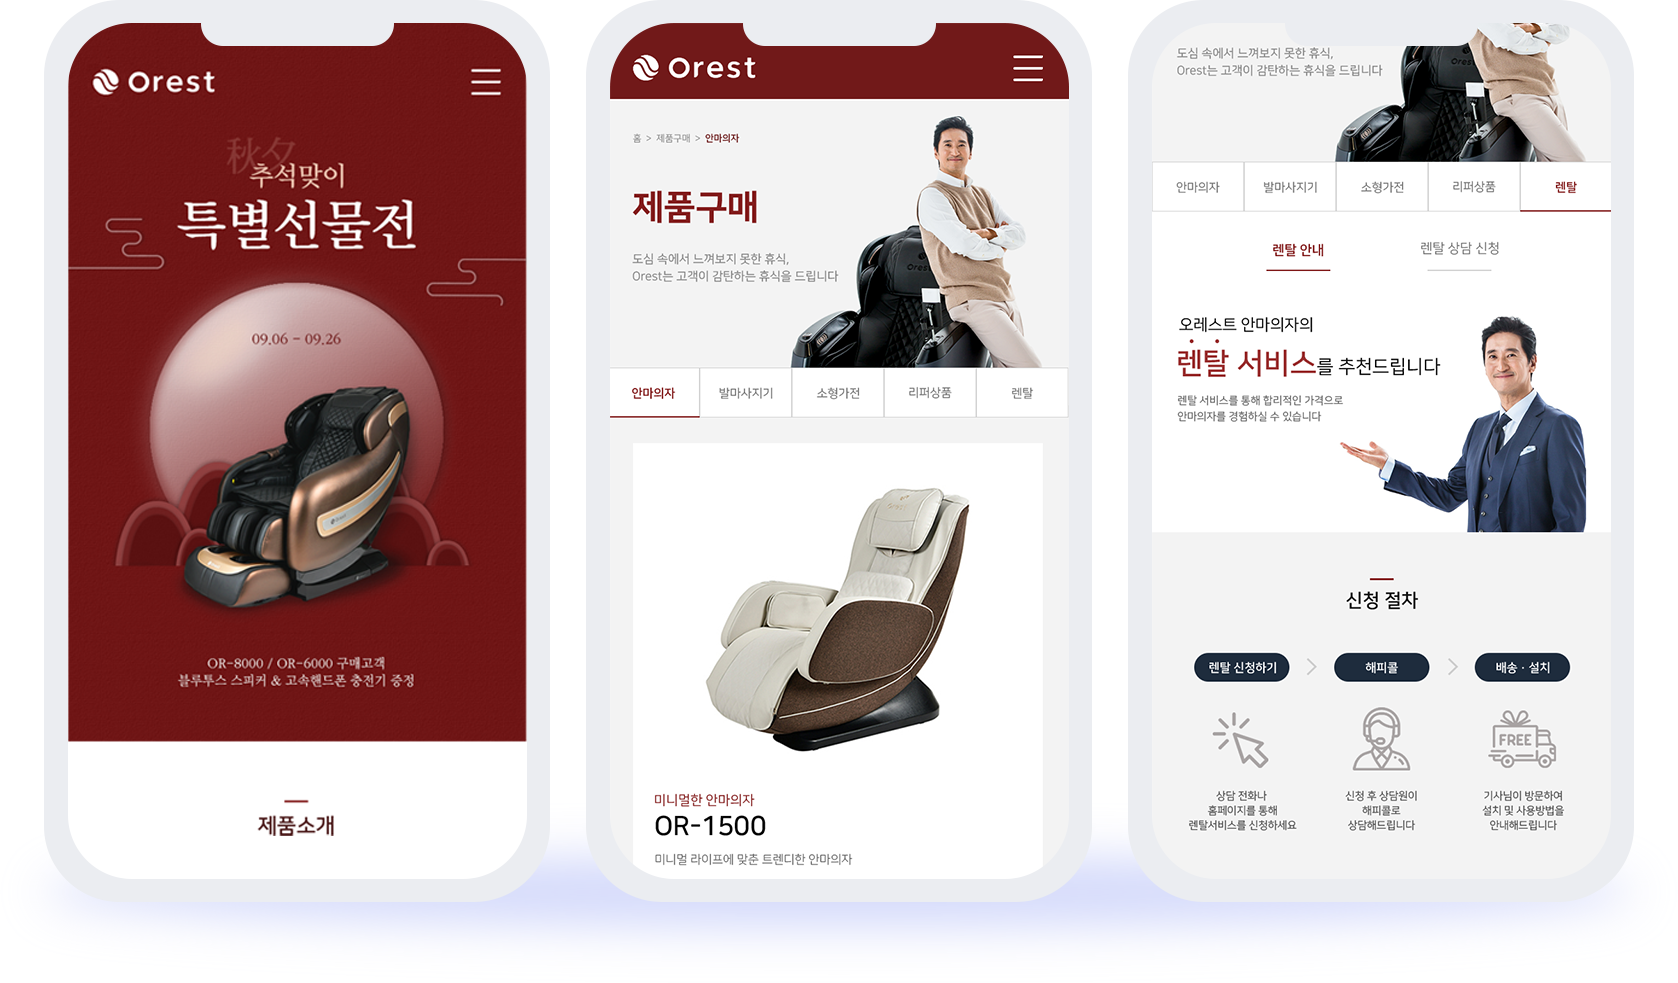 Orest
秋夕
추석맞이
특별선물전
09.06 - 09.26
Orest
OR-8000 / OR-6000 구매고객
블루투스 스피커 & 고속핸드폰 충전기 증정
제품소개
Orest
홈 > 제품구매 > 안마의자
제품구매
도심 속에서 느껴보지 못한 휴식,
Orest는 고객이 감탄하는 휴식을 드립니다
Orest
안마의자 발마사지기 소형가전 리퍼상품 렌탈
Orest
미니멀한 안마의자
OR-1500
미니멀 라이프에 맞춘 트렌디한 안마의자
도심 속에서 느껴보지 못한 휴식,
Orest는 고객이 감탄하는 휴식을 드립니다
안마의자 발마사지기 소형가전 리퍼상품 렌탈
렌탈 안내 렌탈 상담 신청
오레스트 안마의자의
렌탈 서비스를 추천드립니다
렌탈 서비스를 통해 합리적인 가격으로
안마의자를 경험하실 수 있습니다
신청 절차
렌탈 신청하기 > 해피콜 > 배송 · 설치
FREE
상담 전화나
홈페이지를 통해
렌탈서비스를 신청하세요
신청 후 상담원이
해피콜로
상담해드립니다
기사님이 방문하여
설치 및 사용방법을
안내해드립니다